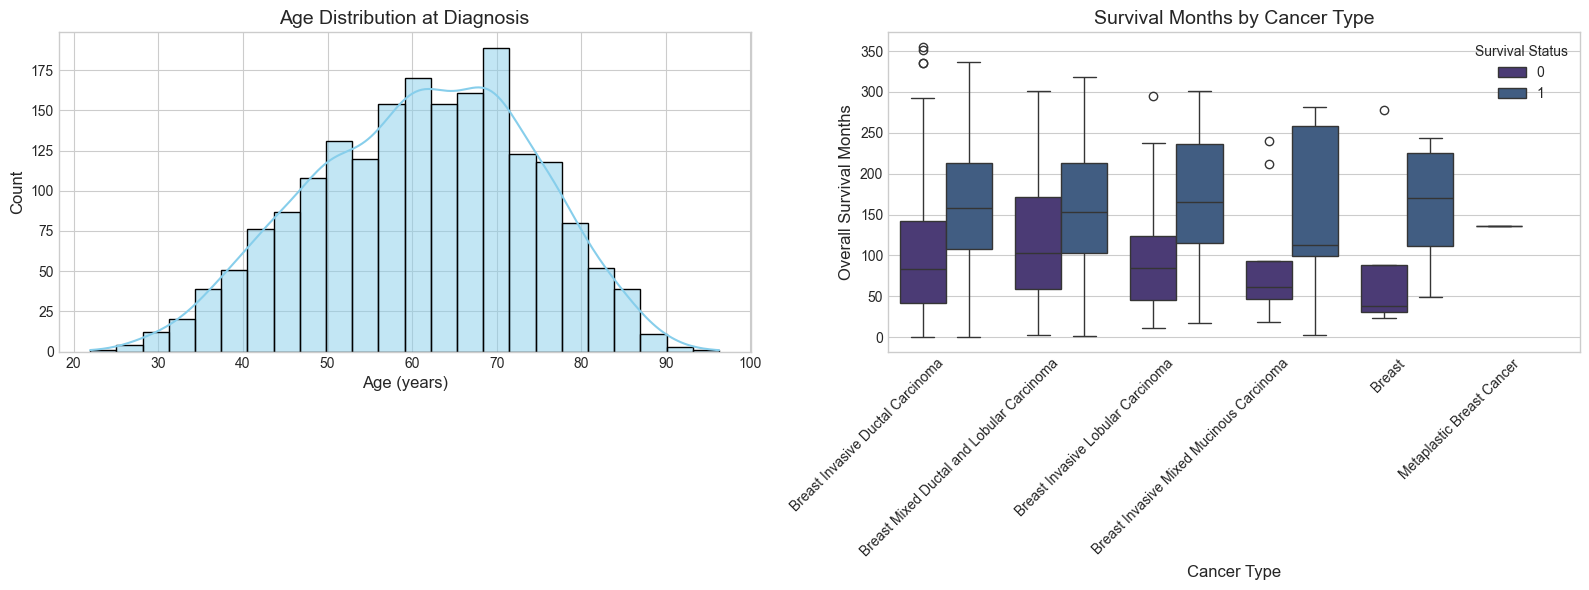 Age Distribution at Diagnosis
Count
175
150
125
100
75
50
25
0
20 30 40 50 60 70 80 90 100
Age (years)
Survival Months by Cancer Type
Overall Survival Months
350
300
250
200
150
100
50
0
Survival Status
0
1
Breast Invasive Ductal Carcinoma
Breast Mixed Ductal and Lobular Carcinoma
Breast Invasive Lobular Carcinoma
Breast Invasive Mixed Mucinous Carcinoma
Breast
Metaplastic Breast Cancer
Cancer Type